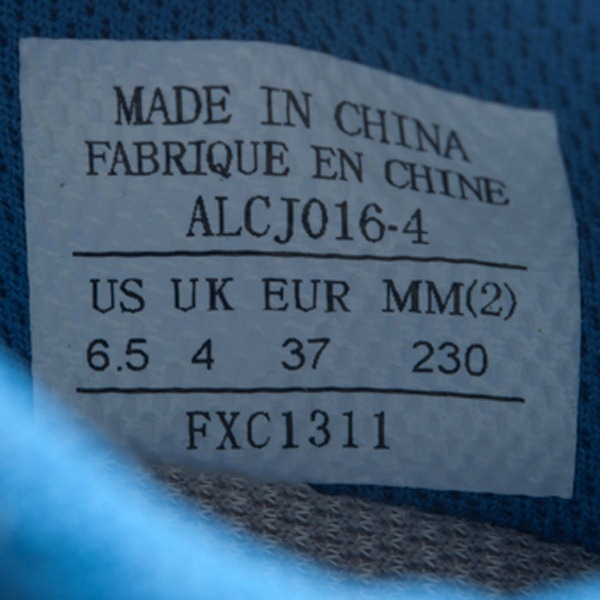 MADE IN CHINA
FABRIQUE EN CHINE
ALCJ016-4
US UK EUR MM(2)
6.5 4 37 230
FXC1311